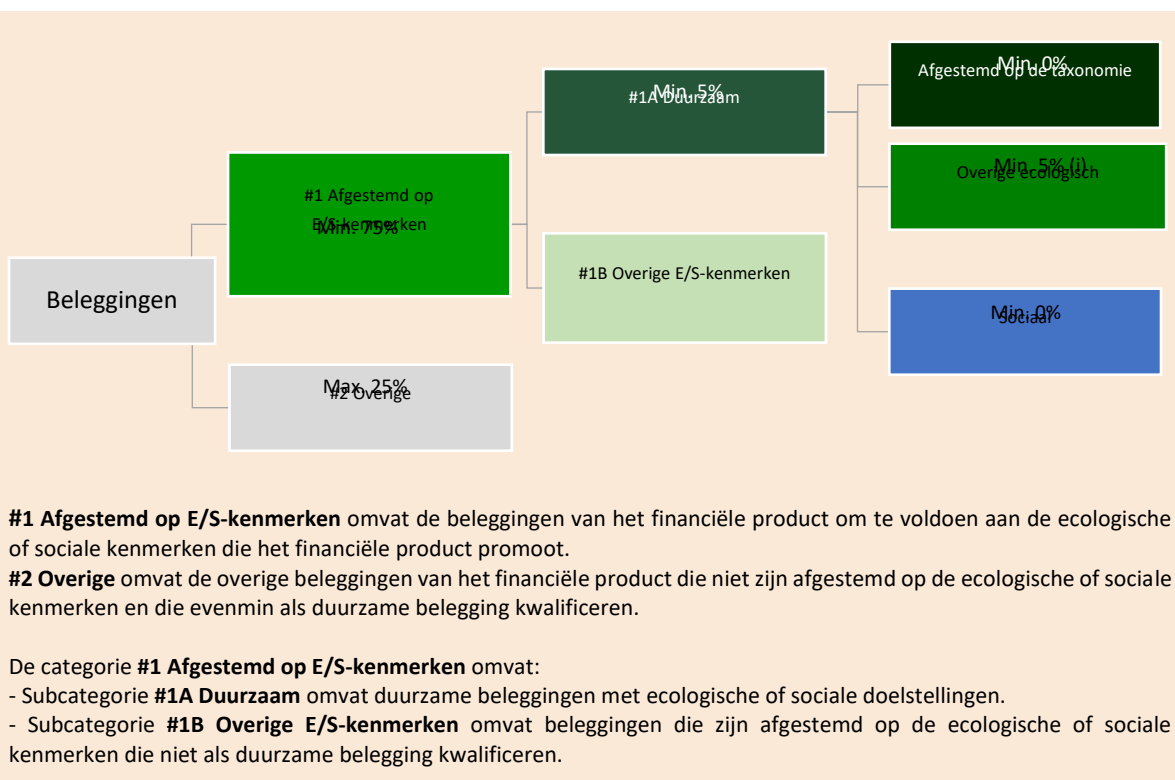 Min. 0%
Afgestemd op de taxonomie
Min. 5%
#1A Duurzaam
Min. 5% (i)
Overige ecologisch
#1 Afgestemd op
E/S-kenmerken
Min. 75%
#1B Overige E/S-kenmerken
Beleggingen
Min. 0%
Sociaal
Max. 25%
#2 Overige
#1 Afgestemd op E/S-kenmerken omvat de beleggingen van het financiële product om te voldoen aan de ecologische
of sociale kenmerken die het financiële product promoot.
#2 Overige omvat de overige beleggingen van het financiële product die niet zijn afgestemd op de ecologische of sociale
kenmerken en die evenmin als duurzame belegging kwalificeren.
De categorie #1 Afgestemd op E/S-kenmerken omvat:
- Subcategorie #1A Duurzaam omvat duurzame beleggingen met ecologische of sociale doelstellingen.
- Subcategorie #1B Overige E/S-kenmerken omvat beleggingen die zijn afgestemd op de ecologische of sociale
kenmerken die niet als duurzame belegging kwalificeren.